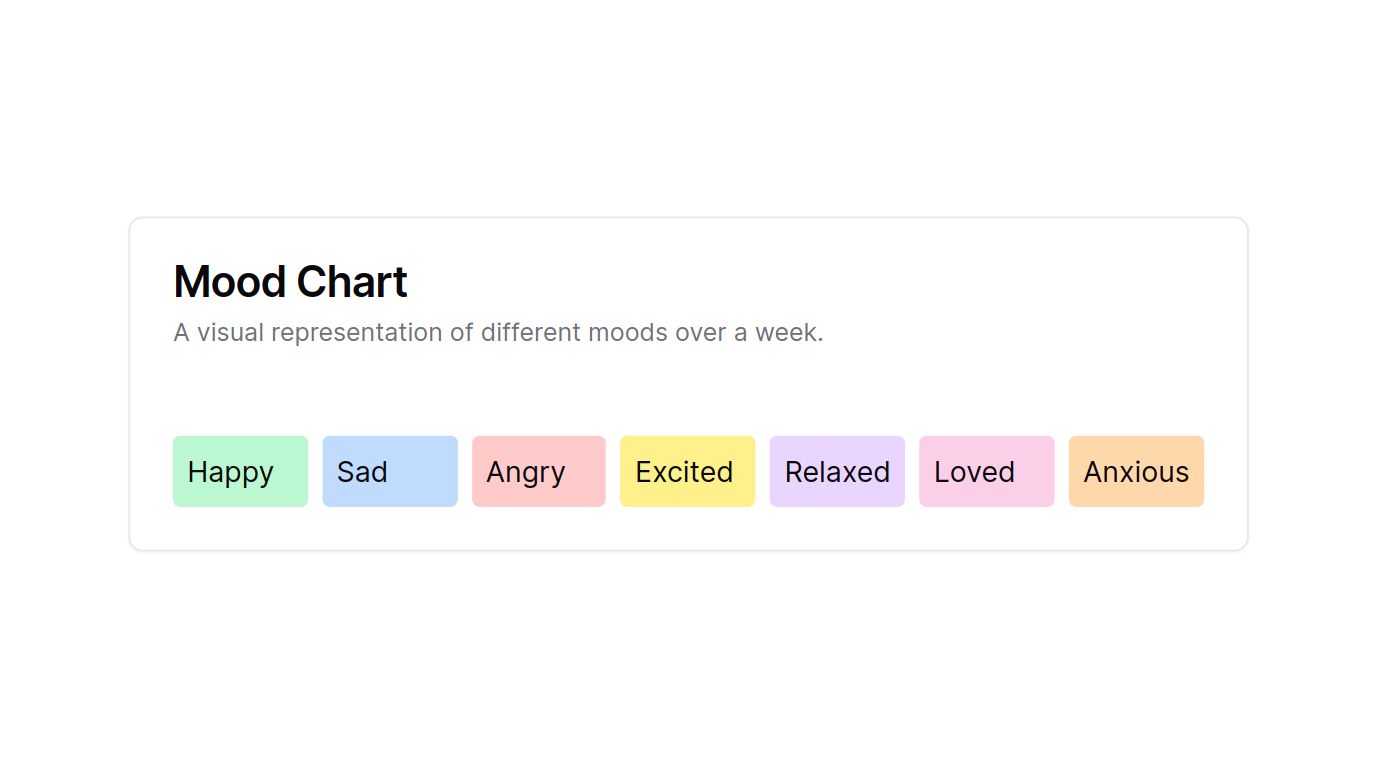 Mood Chart
A visual representation of different moods over a week.
Happy Sad Angry Excited Relaxed Loved Anxious